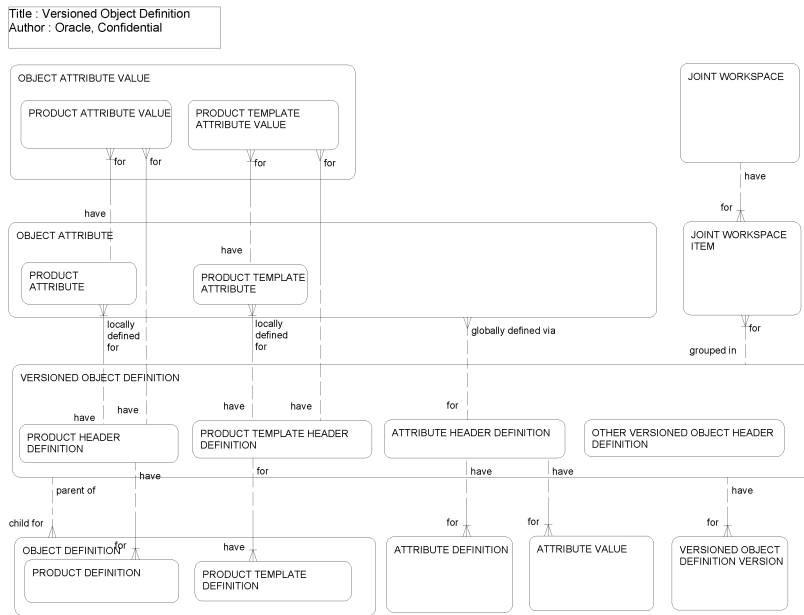 Title : Versioned Object Definition
Author : Oracle, Confidential
OBJECT ATTRIBUTE VALUE
PRODUCT ATTRIBUTE VALUE
PRODUCT TEMPLATE
ATTRIBUTE VALUE
for
for
for
for
JOINT WORKSPACE
have
for
have
have
OBJECT ATTRIBUTE
PRODUCT
ATTRIBUTE
PRODUCT TEMPLATE
ATTRIBUTE
JOINT WORKSPACE
ITEM
locally
defined
for
locally
defined
for
globally defined via
for
grouped in
VERSIONED OBJECT DEFINITION
have
have
have
have
for
PRODUCT HEADER
DEFINITION
PRODUCT TEMPLATE HEADER
DEFINITION
ATTRIBUTE HEADER DEFINITION
OTHER VERSIONED OBJECT HEADER
DEFINITION
have
for
have
have
parent of
have
child for
for
have
for
for
for
OBJECT DEFINITION
PRODUCT DEFINITION
PRODUCT TEMPLATE
DEFINITION
ATTRIBUTE DEFINITION
ATTRIBUTE VALUE
VERSIONED OBJECT
DEFINITION VERSION